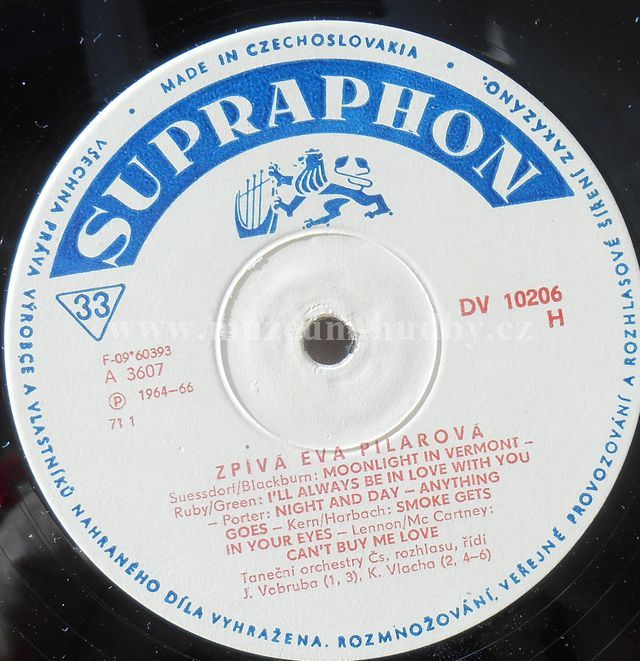 MADE IN CZECHOSLOVAKIA
SUPRAPHON
33
DV 10206
H
F-09*60393
A 3607
Ⓟ 1964-66
71 1
ZPÍVÁ EVA PILAROVÁ
Suessdorf/Blackburn: MOONLIGHT IN VERMONT –
Ruby/Green: I'LL ALWAYS BE IN LOVE WITH YOU
– Porter: NIGHT AND DAY – ANYTHING
GOES – Kern/Harbach: SMOKE GETS
IN YOUR EYES – Lennon/Mc Cartney:
CAN'T BUY ME LOVE
Taneční orchestry Čs. rozhlasu, řídí
J. Vobruba (1, 3), K. Vlacha (2, 4–6)
VŠECHNA PRÁVA VÝROBCE A VLASTNÍKŮ NAHRANÉHO DÍLA VYHRAŽENA. ROZMNOŽOVÁNÍ, VEŘEJNÉ PROVOZOVÁNÍ A ROZHLASOVÉ ŠÍŘENÍ ZAKÁZÁNO.
www.muzeum-hudby.cz